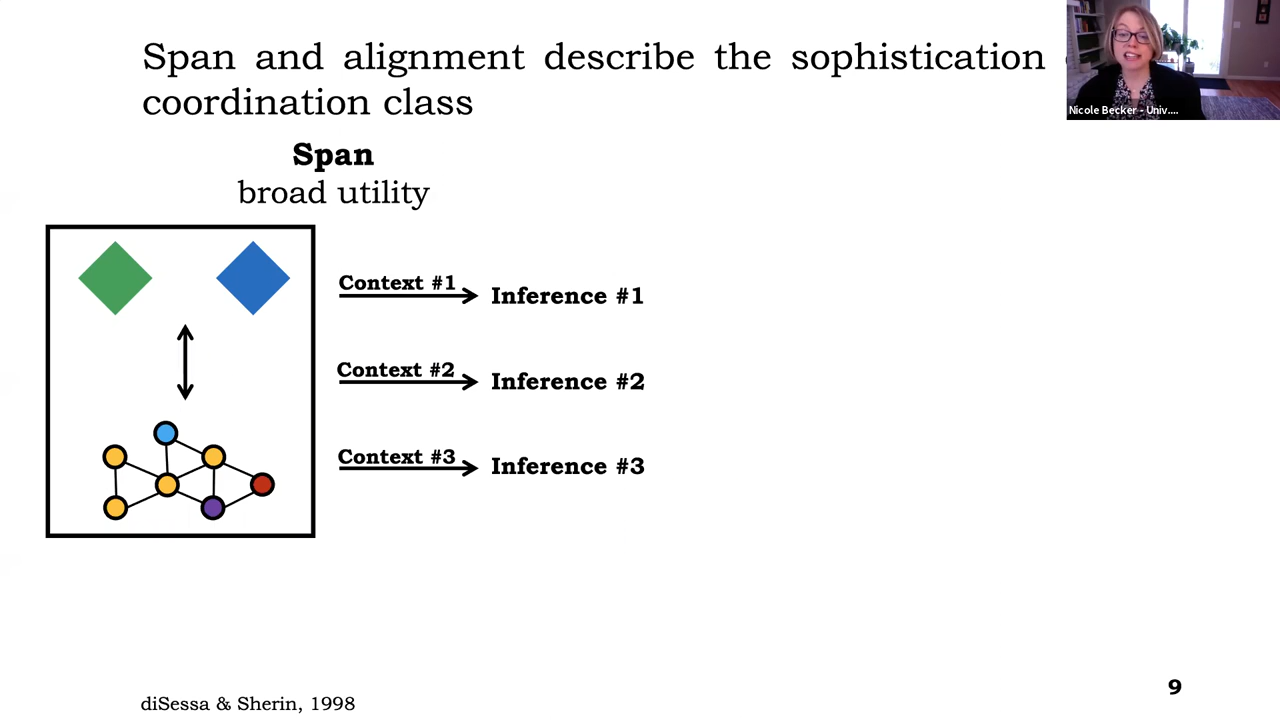 Span and alignment describe the sophistication
coordination class
Nicole Becker - Univ....
Span
broad utility
Context #1
Inference #1
Context #2
Inference #2
Context #3
Inference #3
diSessa & Sherin, 1998
9